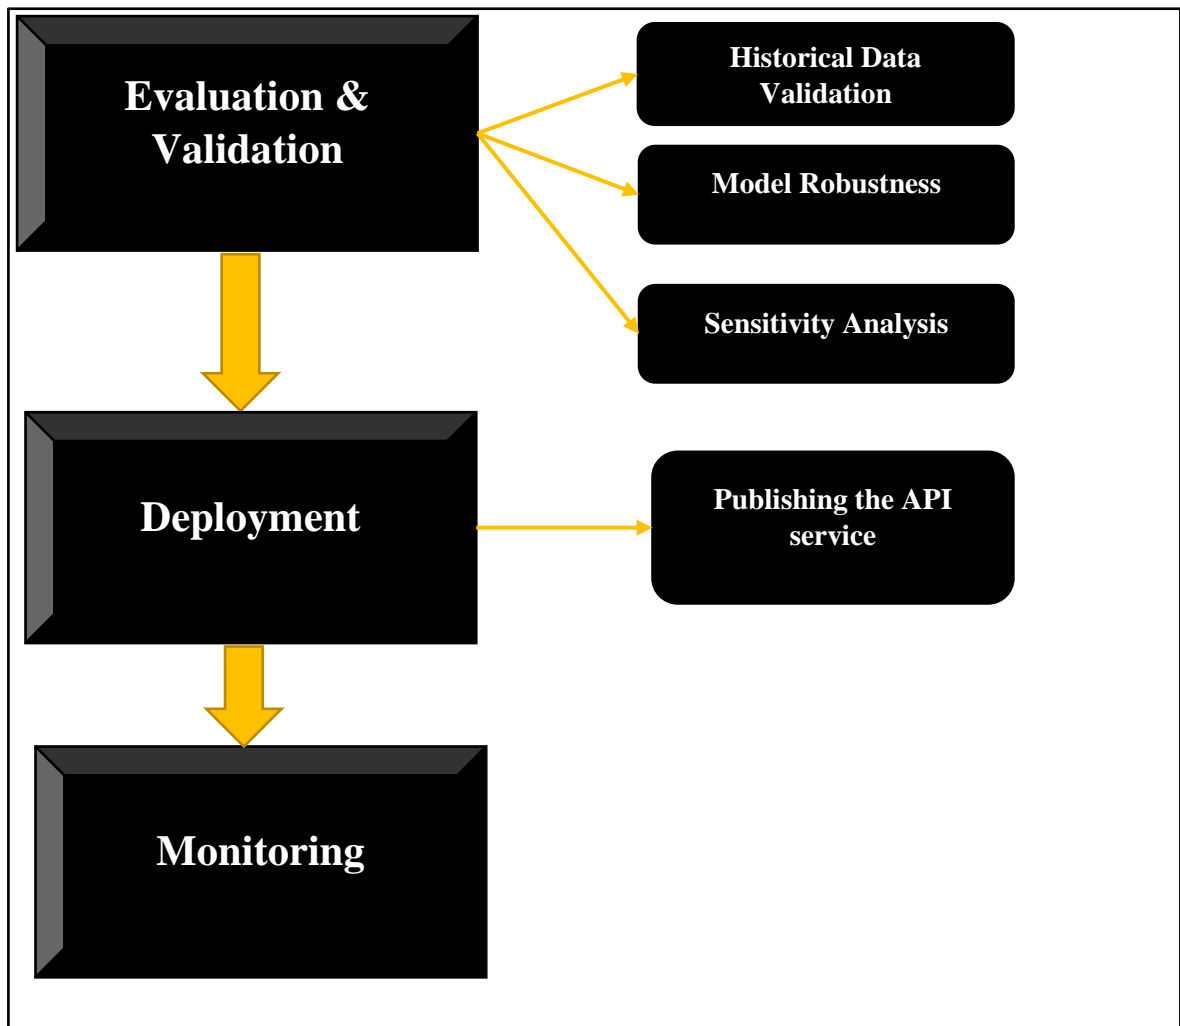 Evaluation &
Validation
Historical Data
Validation
Model Robustness
Sensitivity Analysis
Deployment
Publishing the API
service
Monitoring